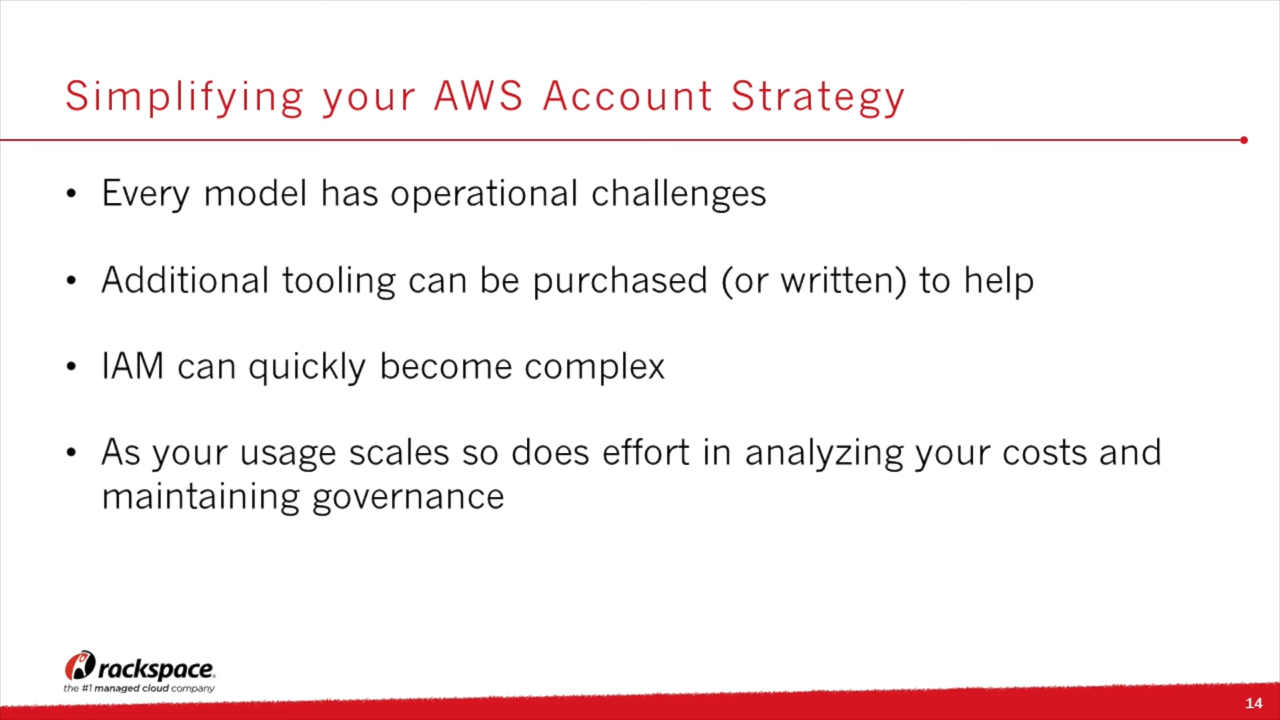 Simplifying your AWS Account Strategy
• Every model has operational challenges
• Additional tooling can be purchased (or written) to help
• IAM can quickly become complex
• As your usage scales so does effort in analyzing your costs and
maintaining governance
rackspace.
the #1 managed cloud company
14